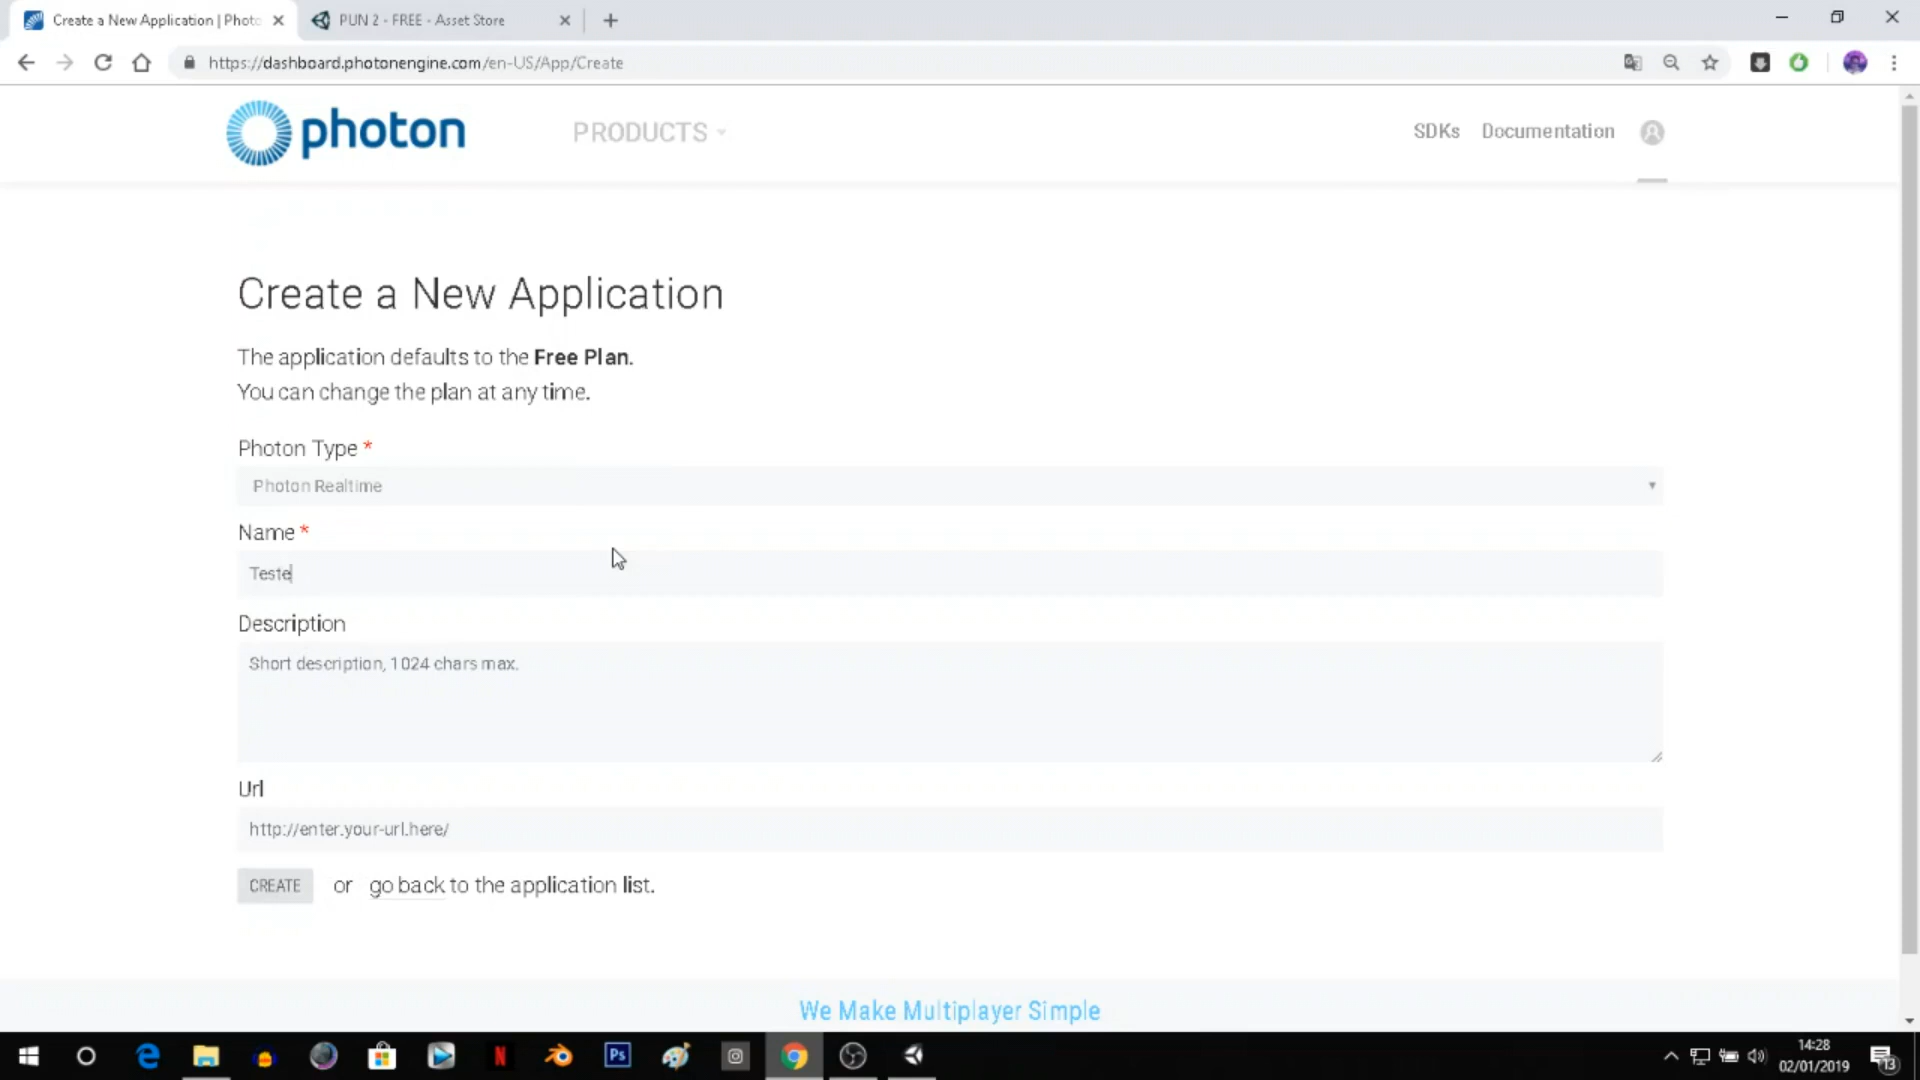 Create a New Application | Photo
PUN 2 - FREE - Asset Store
https://dashboard.photonengine.com/en-US/App/Create
photon
PRODUCTS
SDKs
Documentation
Create a New Application
The application defaults to the Free Plan.
You can change the plan at any time.
Photon Type *
Photon Realtime
Name *
Teste
Description
Short description, 1024 chars max.
Url
http://enter.your-url.here/
CREATE or go back to the application list.
We Make Multiplayer Simple
Ps
14:28
02/01/2019
13